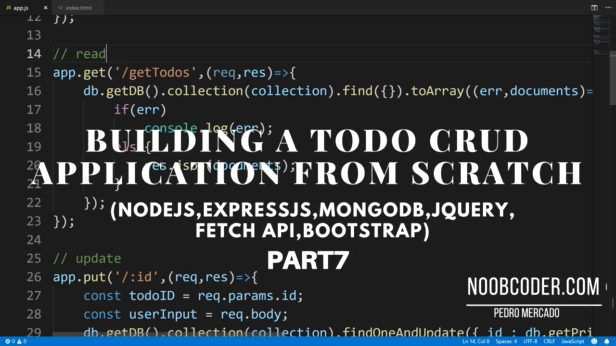 app.js
index.html
12 });
13
14 // read
15 app.get('/getTodos',(req,res)=>{
16 db.getDB().collection(collection).find({}).toArray((err,documents)=
17 if(err)
18 console.log(err);
19 else {
20 res.json(documents);
21 }
22 });
23 });
24
25 // update
26 app.put('/:id',(req,res)=>{
27 const todoID = req.params.id;
28 const userInput = req.body;
29 db.getDB().collection(collection).findOneAndUpdate({ id : db.getPri
BUILDING A TODO CRUD
APPLICATION FROM SCRATCH
(NODEJS,EXPRESSJS,MONGODB,JQUERY,
FETCH API,BOOTSTRAP)
PART7
NOOBCODER.COM
PEDRO MERCADO
0 0 Ln 14, Col 8 Spaces: 4 UTF-8 CRLF JavaScript